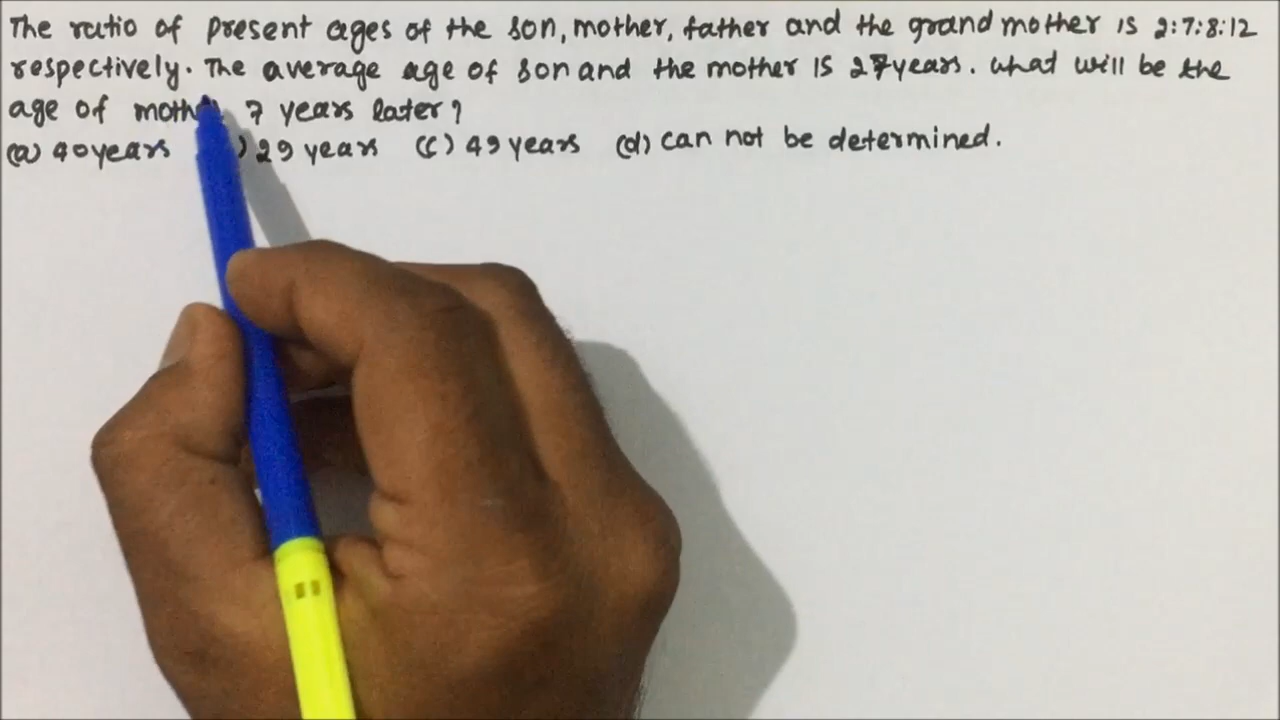 The ratio of present ages of the son, mother, father and the grand mother is 2:7:8:12
respectively. The average age of son and the mother is 27years. what will be the
age of moth 7 years later?
(a) 40years ) 29 years (c) 49 years (d) can not be determined.